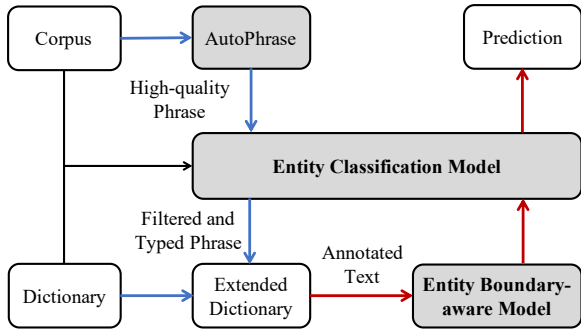 Corpus
AutoPhrase
Prediction
High-quality
Phrase
Entity Classification Model
Filtered and
Typed Phrase
Annotated
Text
Dictionary
Extended
Dictionary
Entity Boundary-
aware Model